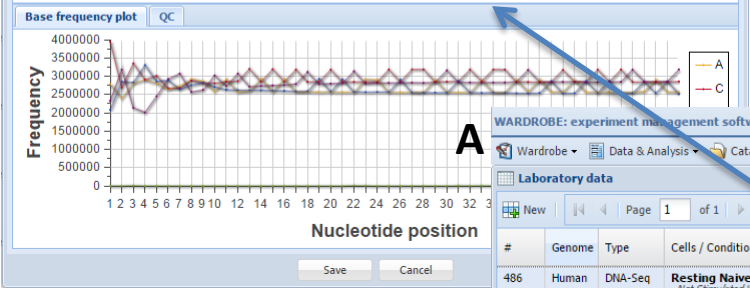 Base frequency plot QC
4000000
3500000
3000000
2500000
2000000
1500000
1000000
500000
0
Frequency
1 2 3 4 5 6 7 8 9 10 12 14 16 18 20 22 24 26 28 30 32 3
Nucleotide position
A
C
Save Cancel
A
WARDROBE: experiment management softw
Wardrobe Data & Analysis Cat
Laboratory data
New Page 1 of 1
# Genome Type Cells / Conditio
486 Human DNA-Seq Resting Naive